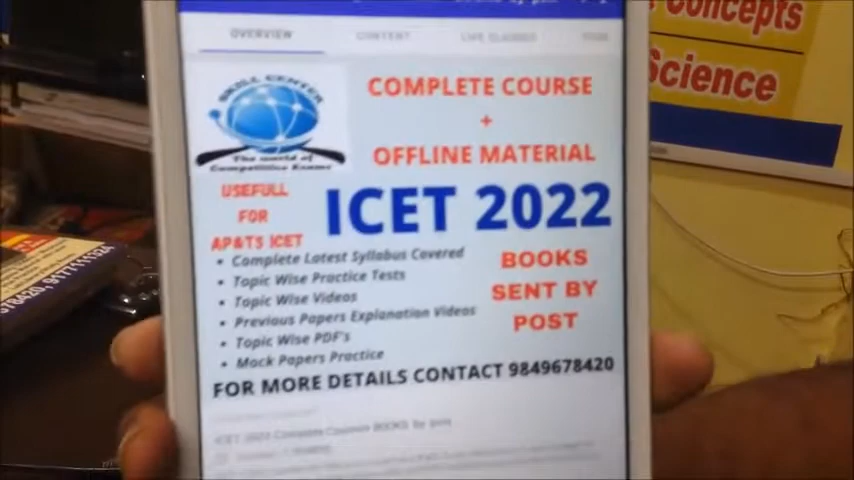 Concepts
Science
OVERVIEW
CONTENT
LIVE CLASSES
SKILL CENTER
The world of
Competitive Exams
COMPLETE COURSE
+
OFFLINE MATERIAL
USEFULL
FOR
AP&TS ICET
ICET 2022
• Complete Latest Syllabus Covered
• Topic Wise Practice Tests
• Topic Wise Videos
• Previous Papers Explanation Videos
• Topic Wise PDF's
• Mock Papers Practice
BOOKS
SENT BY
POST
FOR MORE DETAILS CONTACT 9849678420
ICET 2022 Complete Course+ BOOKS by post